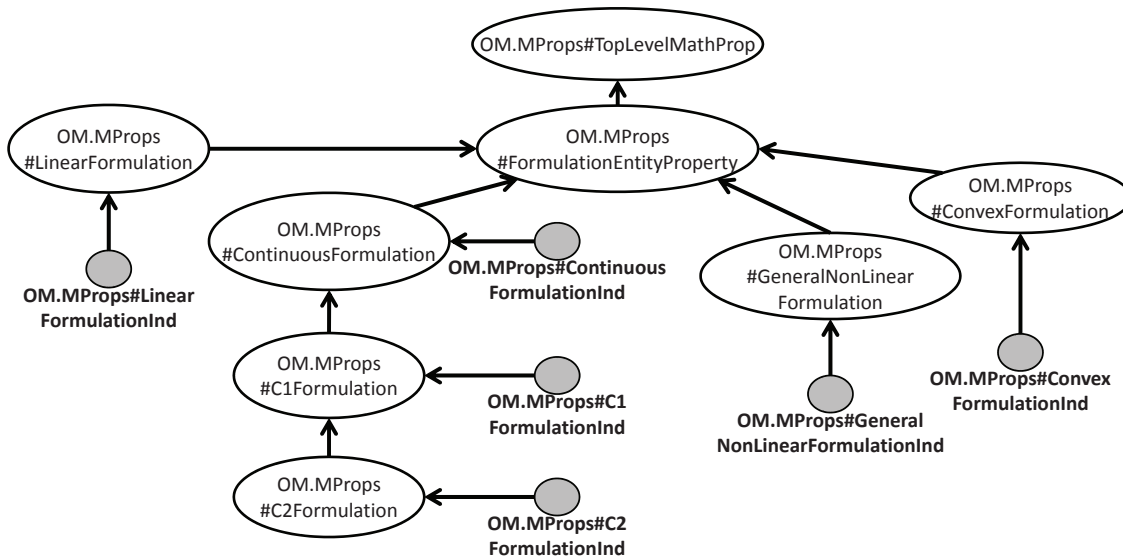 OM.MProps#TopLevelMathProp
OM.MProps
#LinearFormulation
OM.MProps
#FormulationEntityProperty
OM.MProps
#ConvexFormulation
OM.MProps
#ContinuousFormulation
OM.MProps#Continuous
FormulationInd
OM.MProps
#GeneralNonLinear
Formulation
OM.MProps#Linear
FormulationInd
OM.MProps
#C1Formulation
OM.MProps#C1
FormulationInd
OM.MProps#Convex
FormulationInd
OM.MProps#General
NonLinearFormulationInd
OM.MProps
#C2Formulation
OM.MProps#C2
FormulationInd